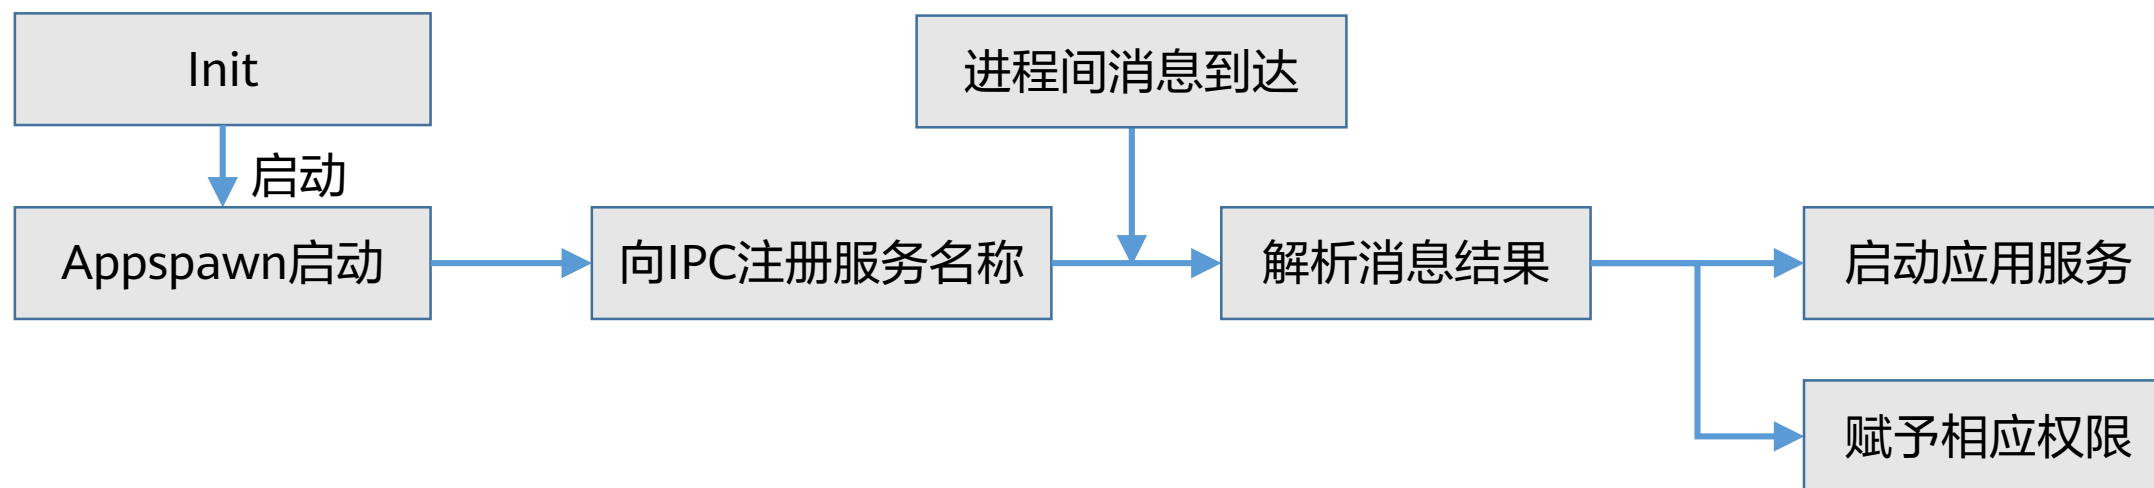 Init
进程间消息到达
启动
Appspawn启动
向IPC注册服务名称
解析消息结果
启动应用服务
赋予相应权限